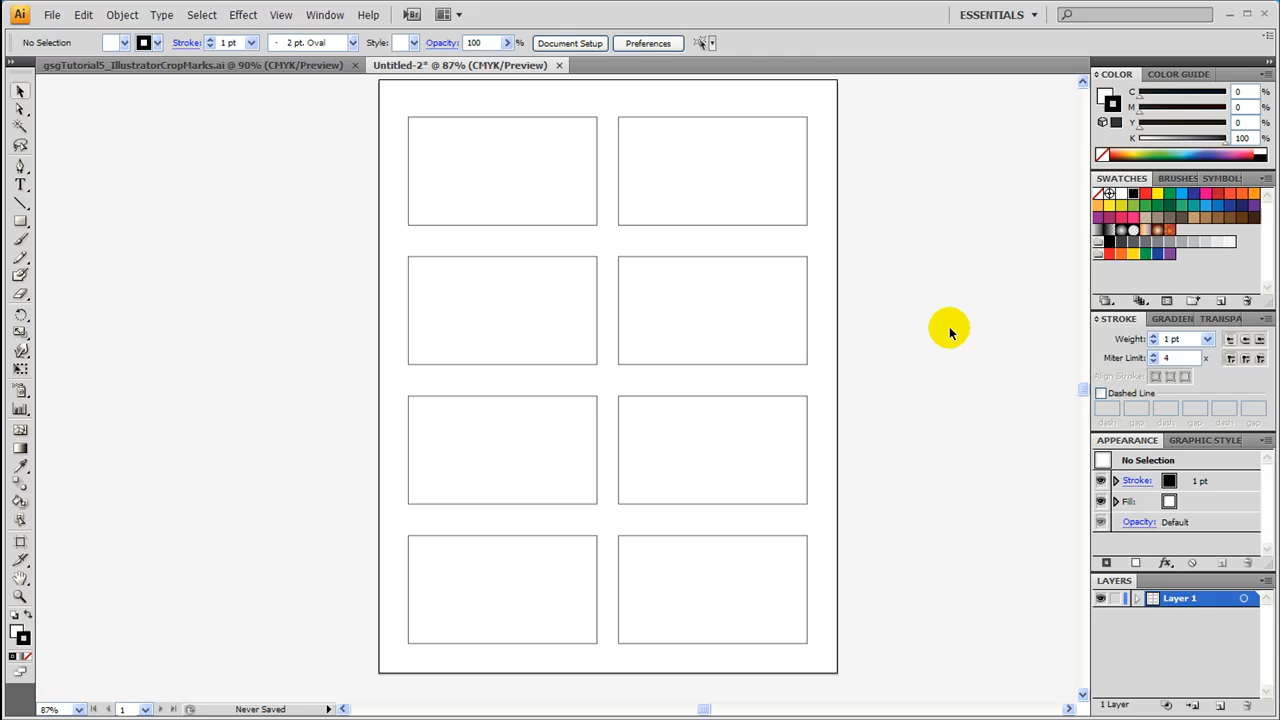 Ai File Edit Object Type Select Effect View Window Help Br ESSENTIALS
No Selection Stroke: 1 pt 2 pt. Oval Style: Opacity: 100 % Document Setup Preferences
gsgTutorial5_IllustratorCropMarks.ai @ 90% (CMYK/Preview) Untitled-2* @ 87% (CMYK/Preview)
COLOR COLOR GUIDE
C 0 %
M 0 %
Y 0 %
K 100 %
SWATCHES BRUSHES SYMBOL
STROKE GRADIEN TRANSPA
Weight: 1 pt
Miter Limit: 4 x
Align Stroke:
Dashed Line
dash gap dash gap dash gap
APPEARANCE GRAPHIC STYLE
No Selection
Stroke: 1 pt
Fill:
Opacity: Default
fx
LAYERS
Layer 1
1 Layer
87% 1 Never Saved